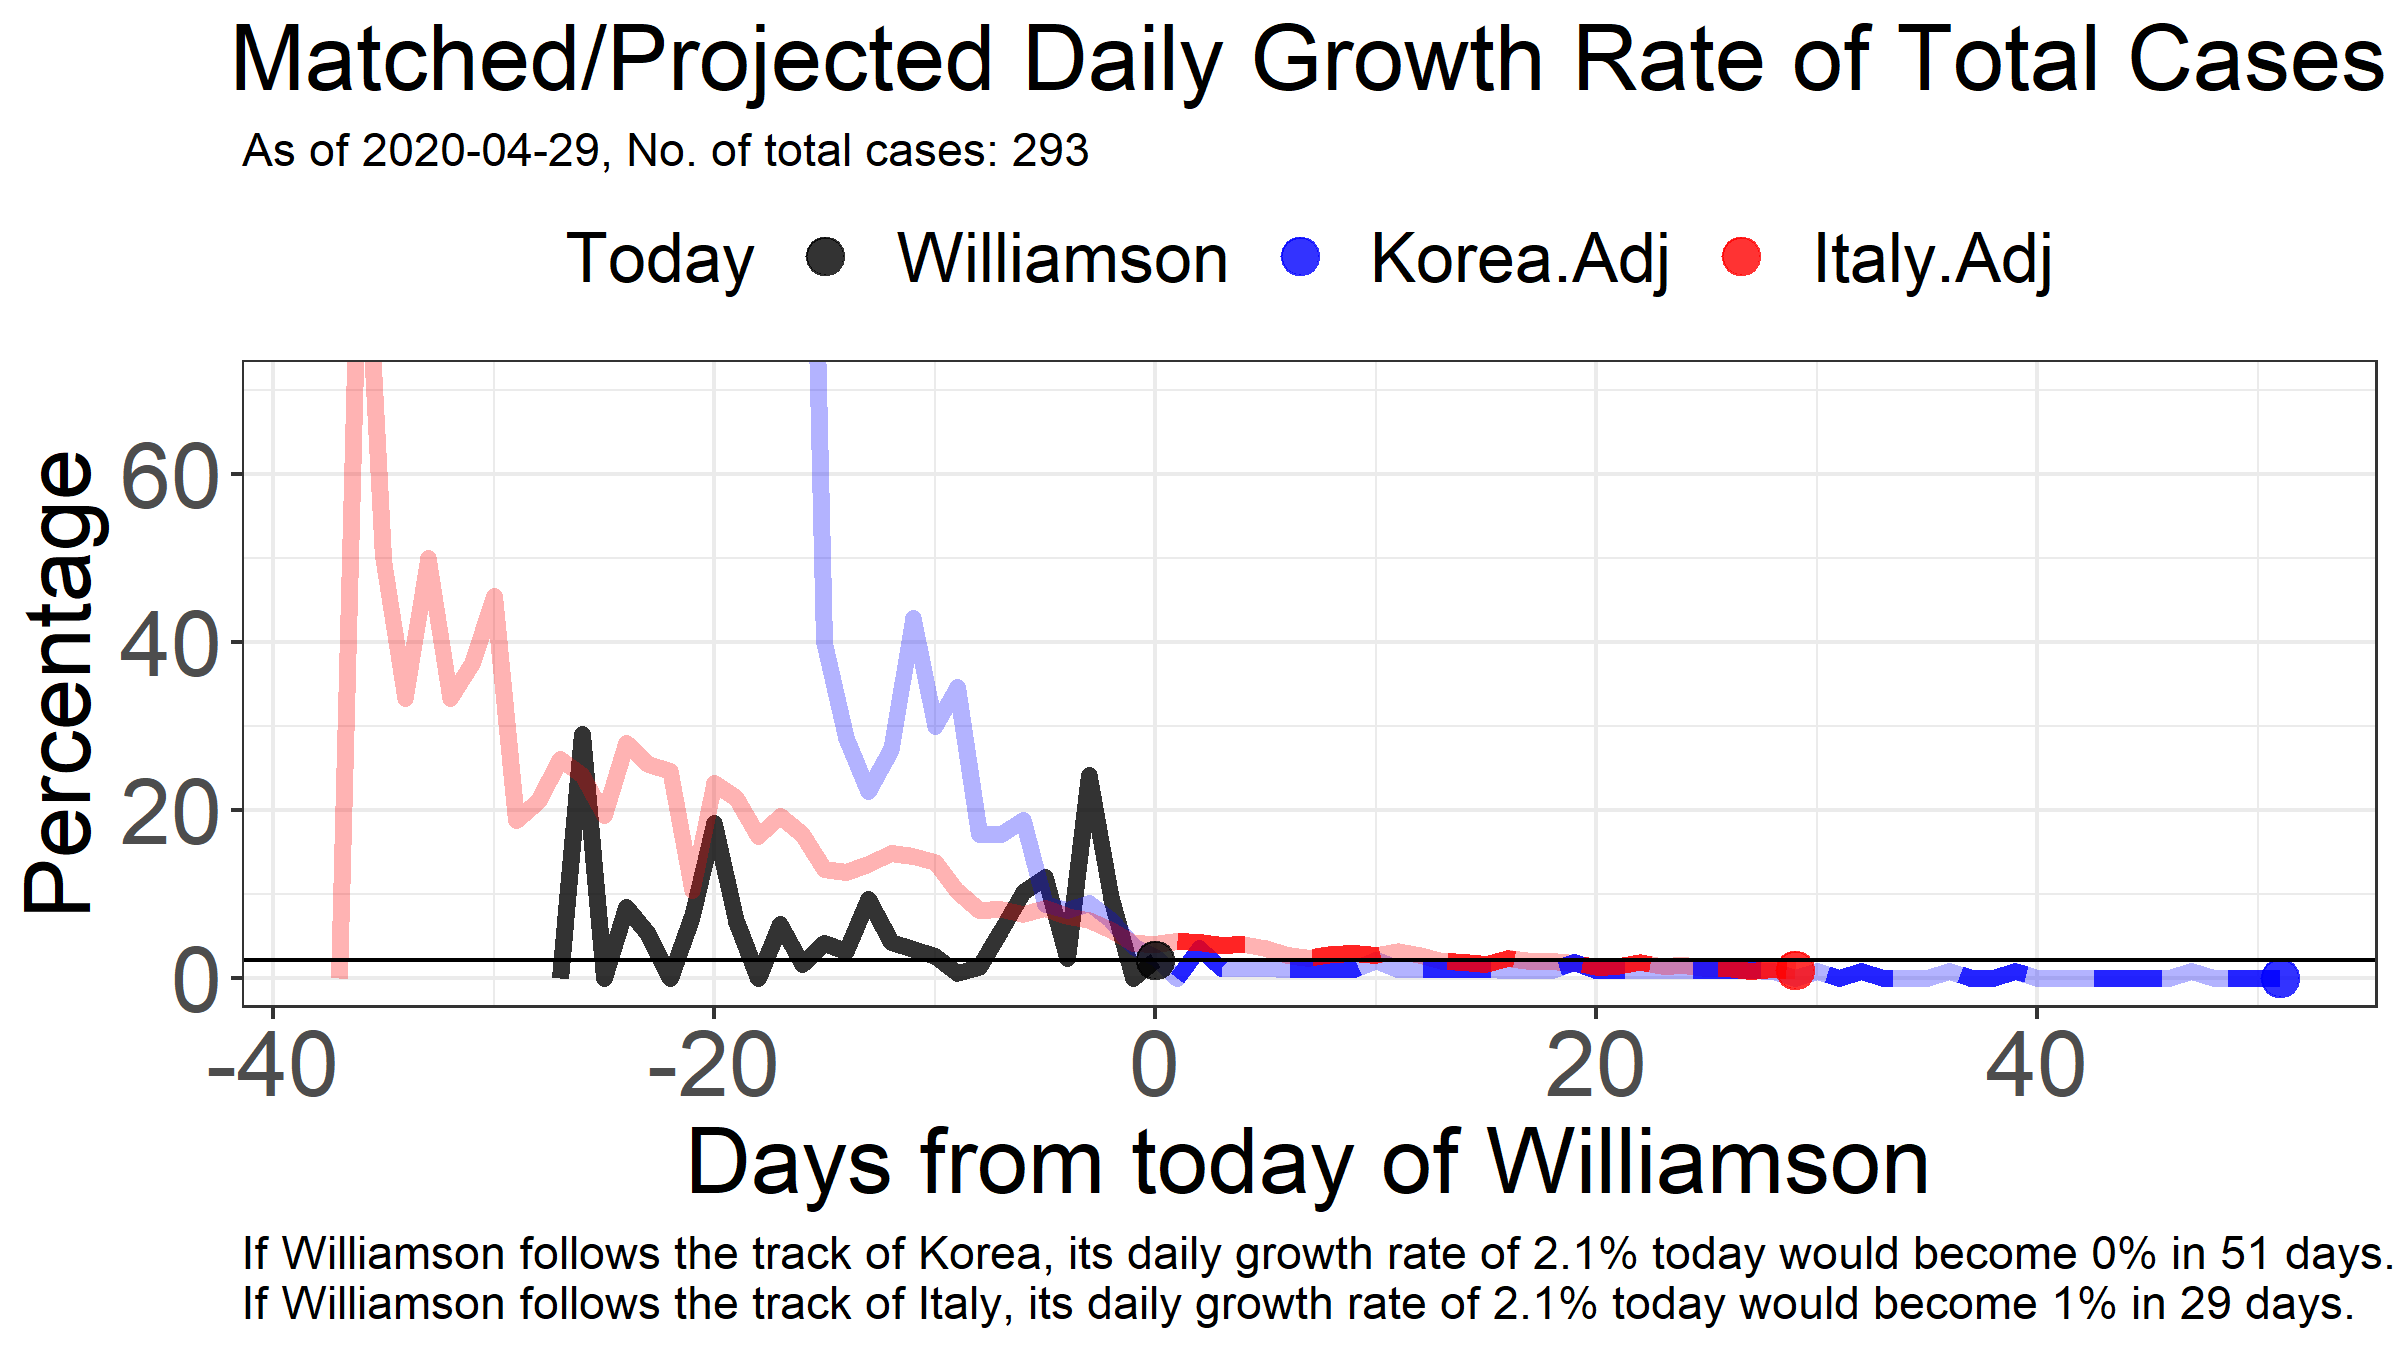 Matched/Projected Daily Growth Rate of Total Cases
As of 2020-04-29, No. of total cases: 293
Today Williamson Korea.Adj Italy.Adj
Percentage
60
40
20
0
-40 -20 0 20 40
Days from today of Williamson
If Williamson follows the track of Korea, its daily growth rate of 2.1% today would become 0% in 51 days.
If Williamson follows the track of Italy, its daily growth rate of 2.1% today would become 1% in 29 days.